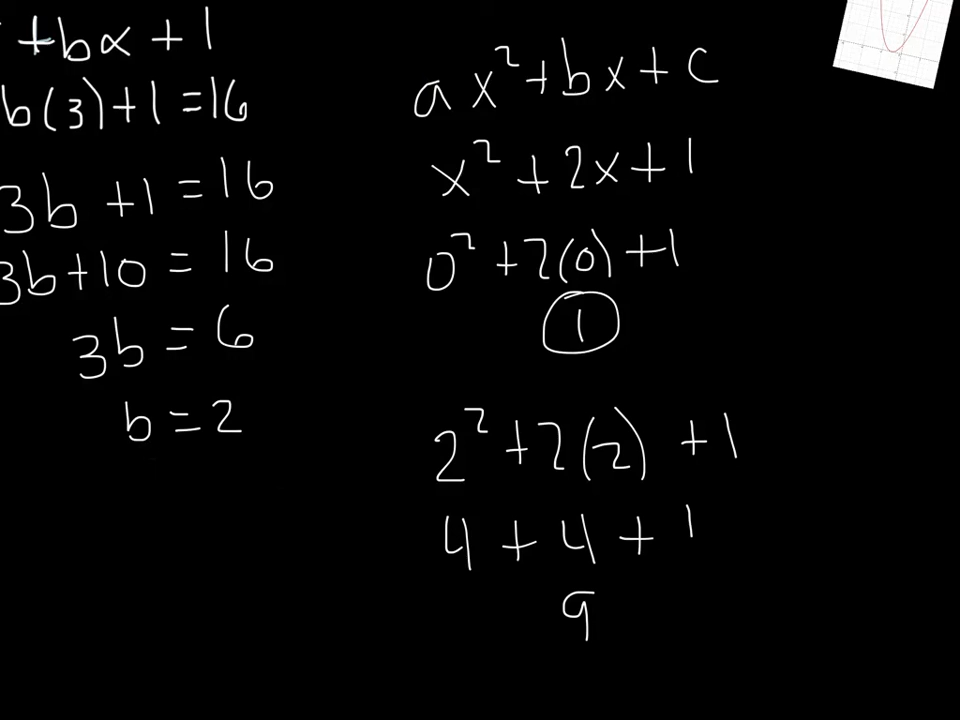 +bx+1
b(3)+1=16
3b+1=16
3b+10=16
3b=6
b=2
ax²+bx+c
x²+2x+1
0²+2(0)+1
1
2²+2(2)+1
4+4+1
9